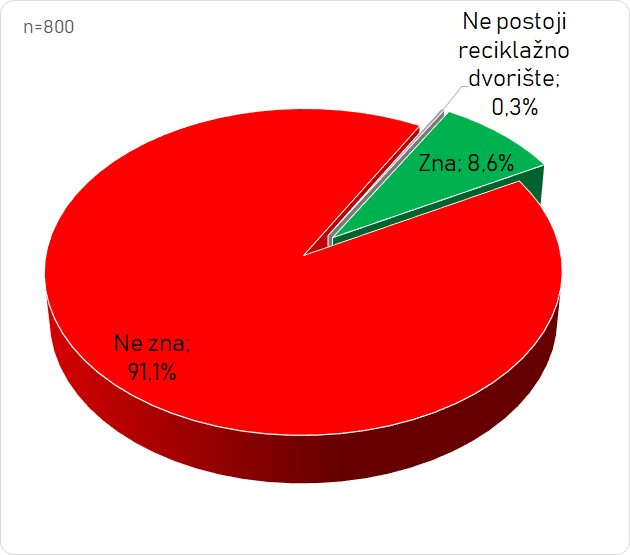 n=800
Ne postoji
reciklažno
dvorište;
0,3%
Zna; 8,6%
Ne zna;
91,1%